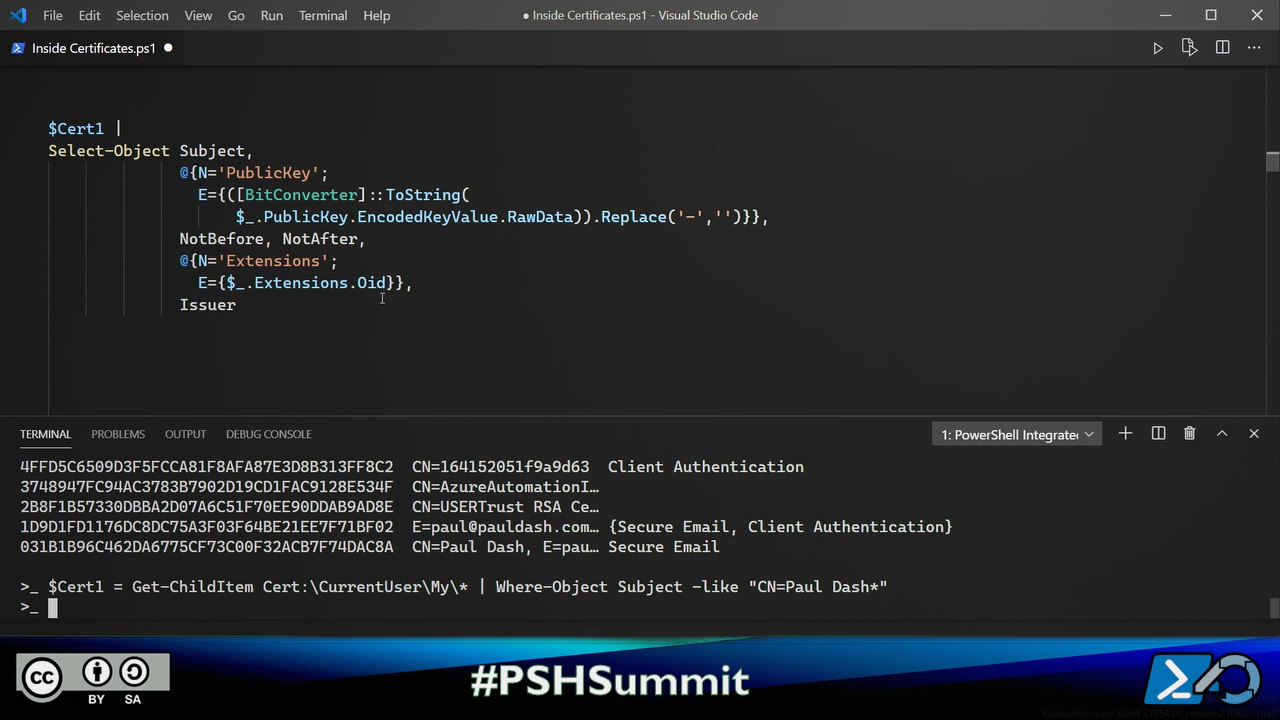 File Edit Selection View Go Run Terminal Help
● Inside Certificates.ps1 - Visual Studio Code
Inside Certificates.ps1 ●
$Cert1 |
Select-Object Subject,
@{N='PublicKey';
E={([BitConverter]::ToString(
$_.PublicKey.EncodedKeyValue.RawData)).Replace('-','')}},
NotBefore, NotAfter,
@{N='Extensions';
E={$_.Extensions.Oid}},
Issuer
TERMINAL PROBLEMS OUTPUT DEBUG CONSOLE
1: PowerShell Integrate
4FFD5C6509D3F5FCCA81F8AFA87E3D8B313FF8C2 CN=164152051f9a9d63 Client Authentication
3748947FC94AC3783B7902D19CD1FAC9128E534F CN=AzureAutomationI…
2B8F1B57330DBBA2D07A6C51F70EE90DDAB9AD8E CN=USERTrust RSA Ce…
1D9D1FD1176DC8DC75A3F03F64BE21EE7F71BF02 E=paul@pauldash.com… {Secure Email, Client Authentication}
031B1B96C462DA6775CF73C00F32ACB7F74DAC8A CN=Paul Dash, E=pau… Secure Email
>_ $Cert1 = Get-ChildItem Cert:\CurrentUser\My\* | Where-Object Subject -like "CN=Paul Dash*"
>_
cc BY SA
#PSHSummit